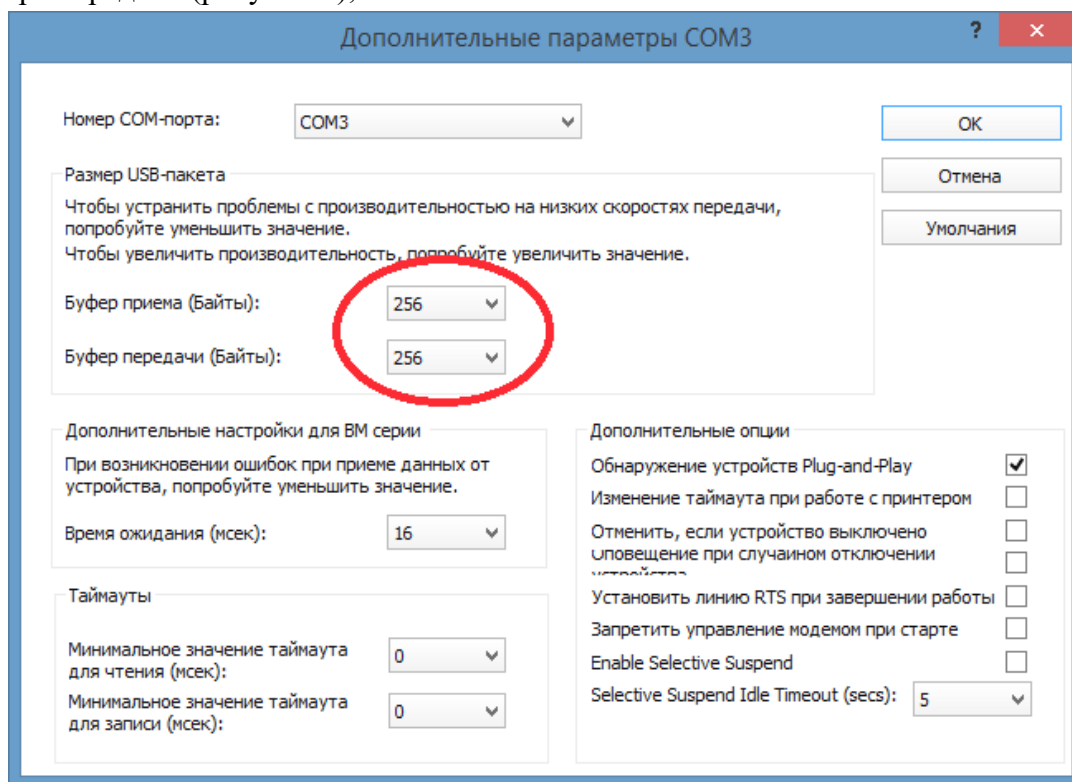 Дополнительные параметры COM3
?
Номер COM-порта:
COM3
OK
Размер USB-пакета
Отмена
Чтобы устранить проблемы с производительностью на низких скоростях передачи,
попробуйте уменьшить значение.
Умолчания
Чтобы увеличить производительность, попробуйте увеличить значение.
Буфер приема (Байты):
256
Буфер передачи (Байты):
256
Дополнительные настройки для BM серии
При возникновении ошибок при приеме данных от
устройства, попробуйте уменьшить значение.
Время ожидания (мсек):
16
Таймауты
Минимальное значение таймаута
для чтения (мсек):
0
Минимальное значение таймаута
для записи (мсек):
0
Дополнительные опции
Обнаружение устройств Plug-and-Play
Изменение таймаута при работе с принтером
Отменить, если устройство выключено
Оповещение при случайном отключении
Установить линию RTS при завершении работы
Запретить управление модемом при старте
Enable Selective Suspend
Selective Suspend Idle Timeout (secs):
5